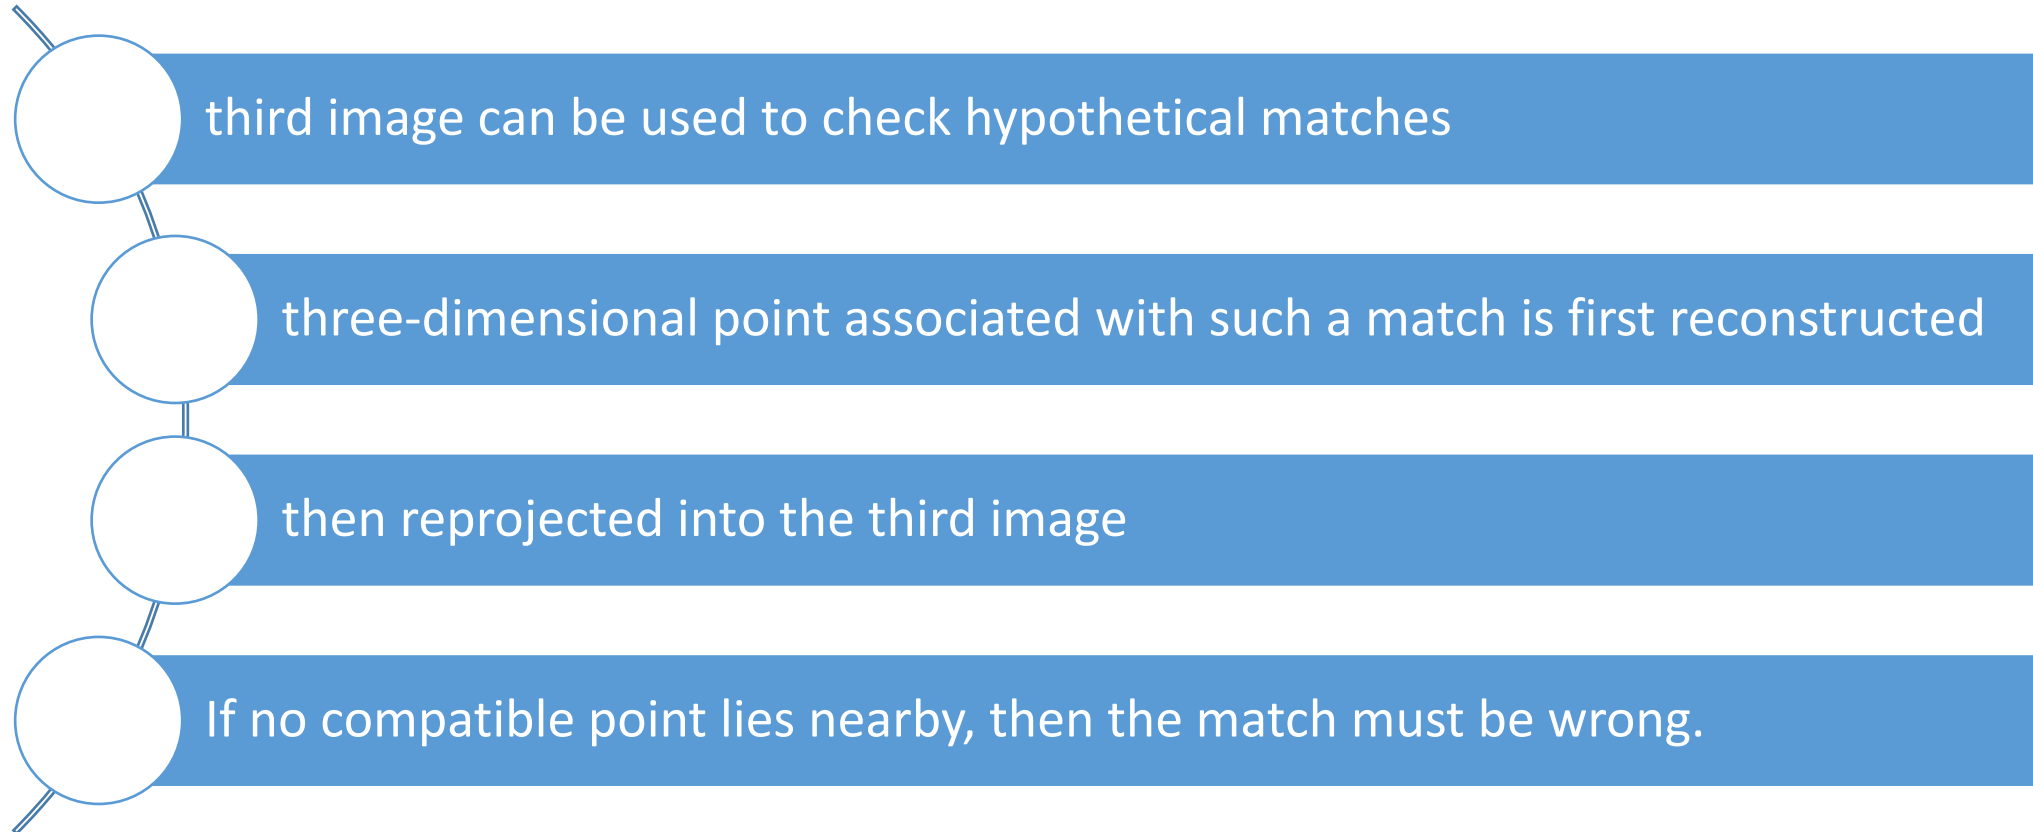 third image can be used to check hypothetical matches
three-dimensional point associated with such a match is first reconstructed
then reprojected into the third image
If no compatible point lies nearby, then the match must be wrong.